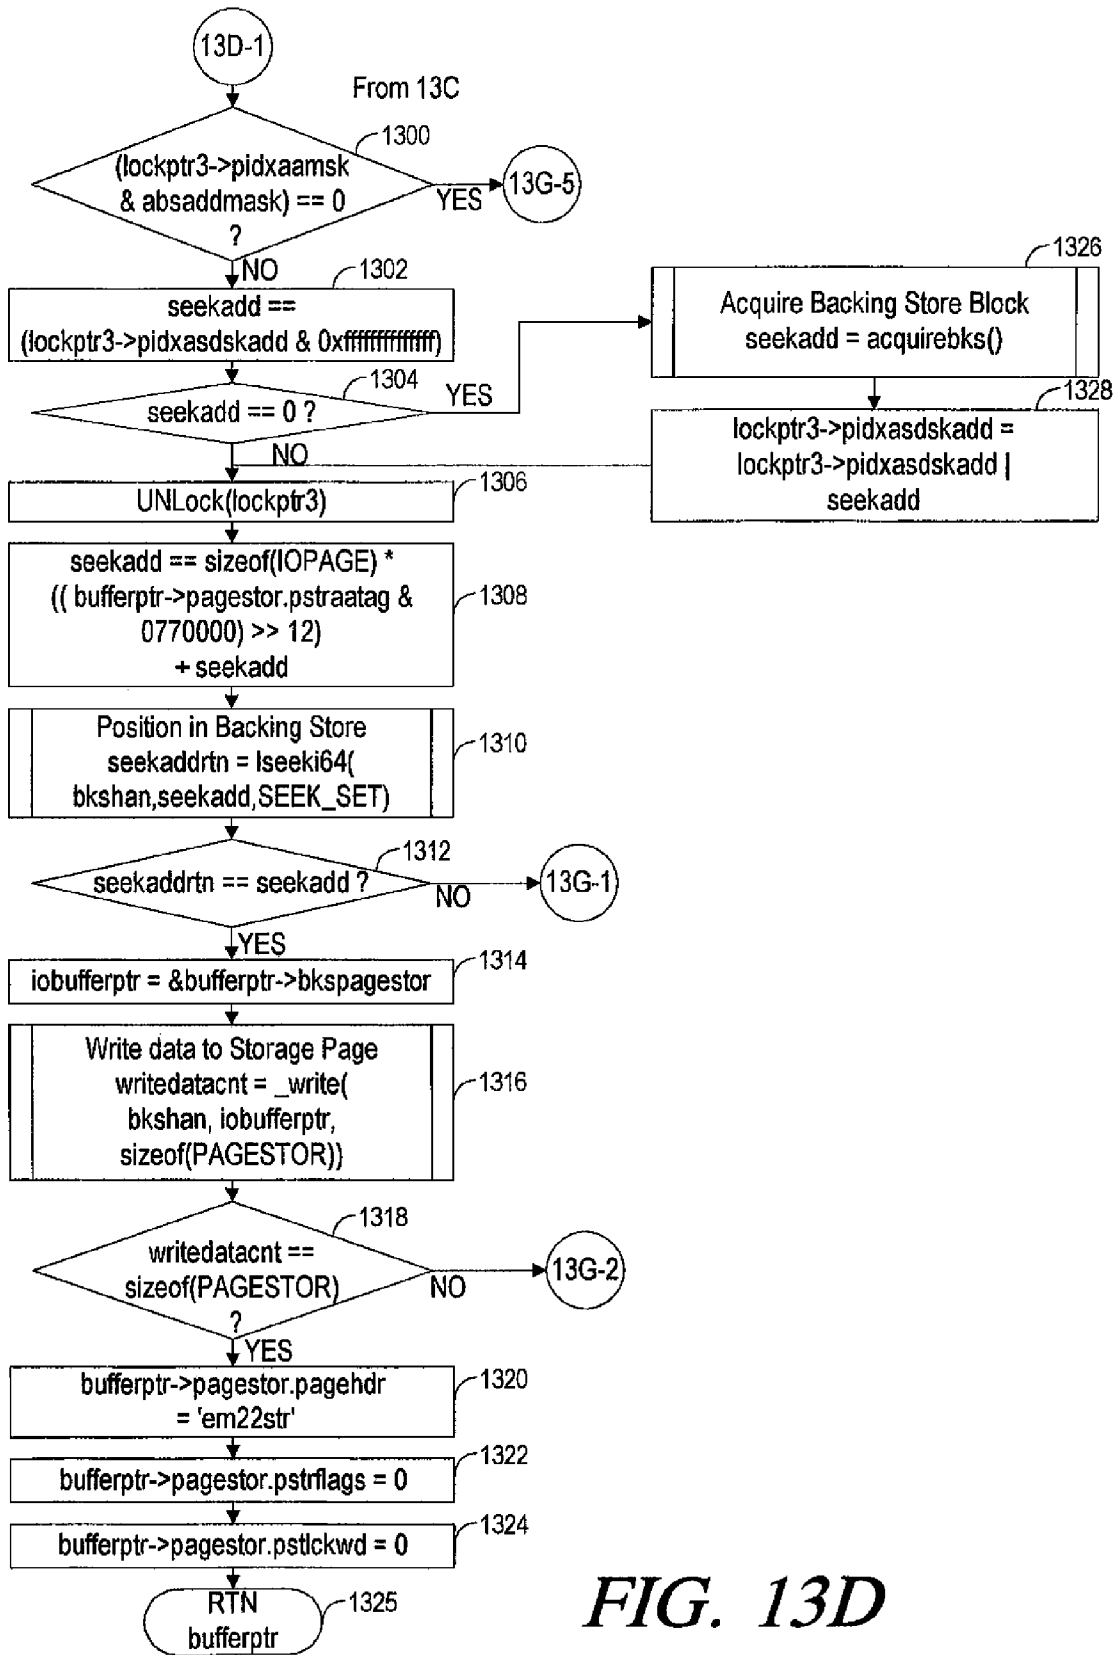 13D-1
From 13C
1300
(lockptr3->pidxaamsk
& absaddmask) == 0
?
YES
13G-5
NO
1302
seekadd ==
(lockptr3->pidxasdskadd & 0xffffffffffffff)
1304
seekadd == 0 ?
YES
NO
1326
Acquire Backing Store Block
seekadd = acquirebks()
1328
lockptr3->pidxasdskadd =
lockptr3->pidxasdskadd |
seekadd
1306
UNLock(lockptr3)
seekadd == sizeof(IOPAGE) *
(( bufferptr->pagestor.pstraatag &
0770000) >> 12)
+ seekadd
1308
Position in Backing Store
seekaddrtn = lseeki64(
bkshan,seekadd,SEEK_SET)
1310
1312
seekaddrtn == seekadd ?
NO
13G-1
YES
iobufferptr = &bufferptr->bkspagestor
1314
Write data to Storage Page
writedatacnt = _write(
bkshan, iobufferptr,
sizeof(PAGESTOR))
1316
1318
writedatacnt ==
sizeof(PAGESTOR)
?
NO
13G-2
YES
bufferptr->pagestor.pagehdr
= 'em22str'
1320
bufferptr->pagestor.pstrflags = 0
1322
bufferptr->pagestor.pstlckwd = 0
1324
RTN
bufferptr
1325
FIG. 13D